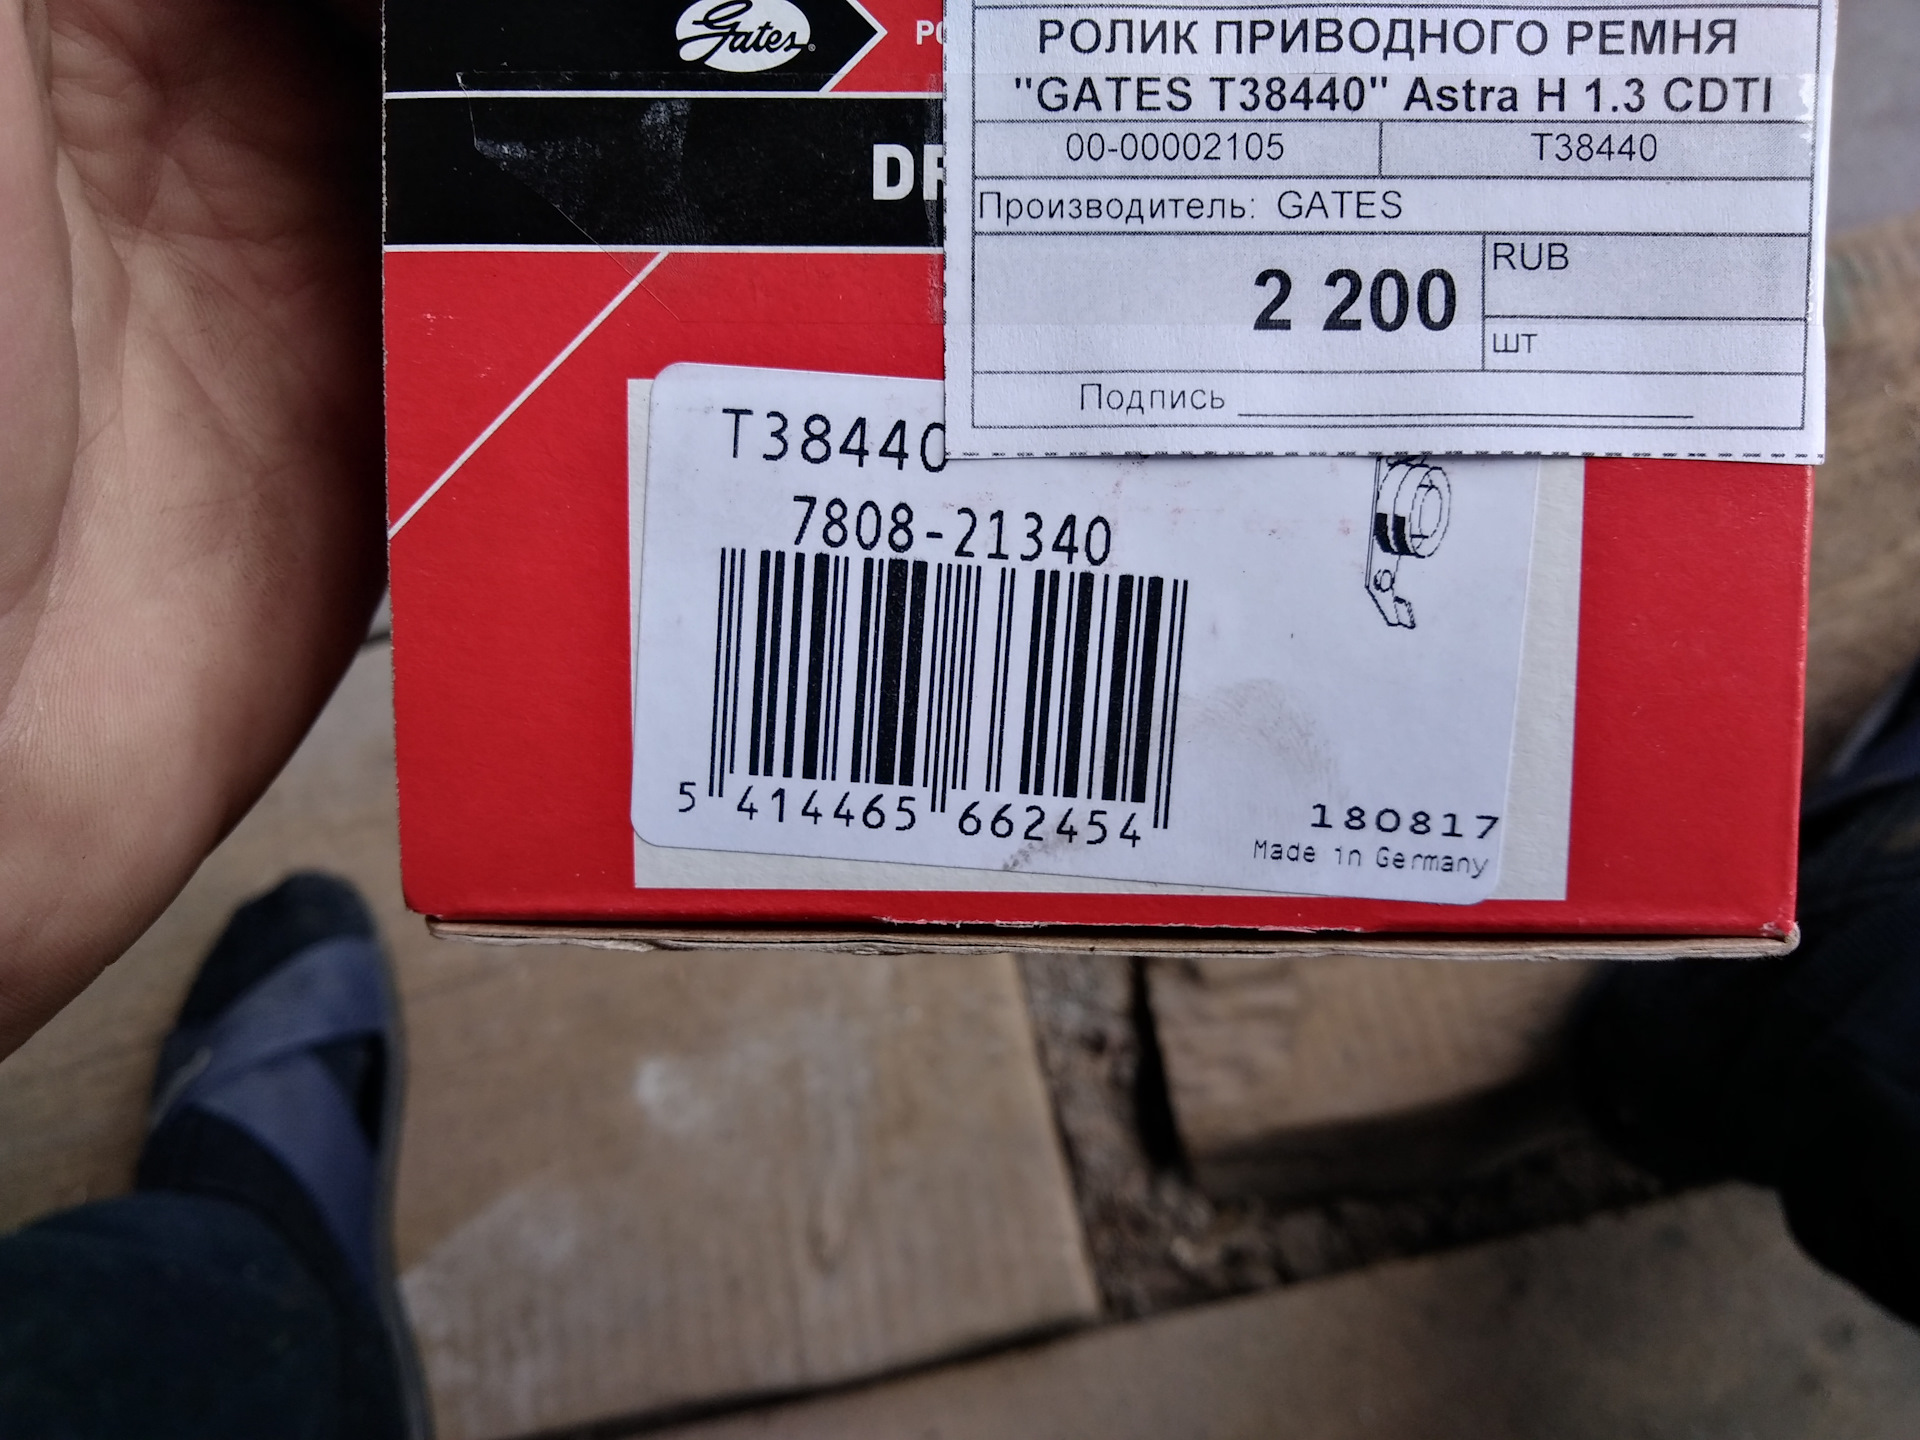 Gates
РОЛИК ПРИВОДНОГО РЕМНЯ
"GATES T38440" Astra H 1.3 CDTI
00-00002105 T38440
Производитель: GATES
2 200 RUB
шт
Подпись
T38440
7808-21340
5 414465 662454
180817
Made in Germany